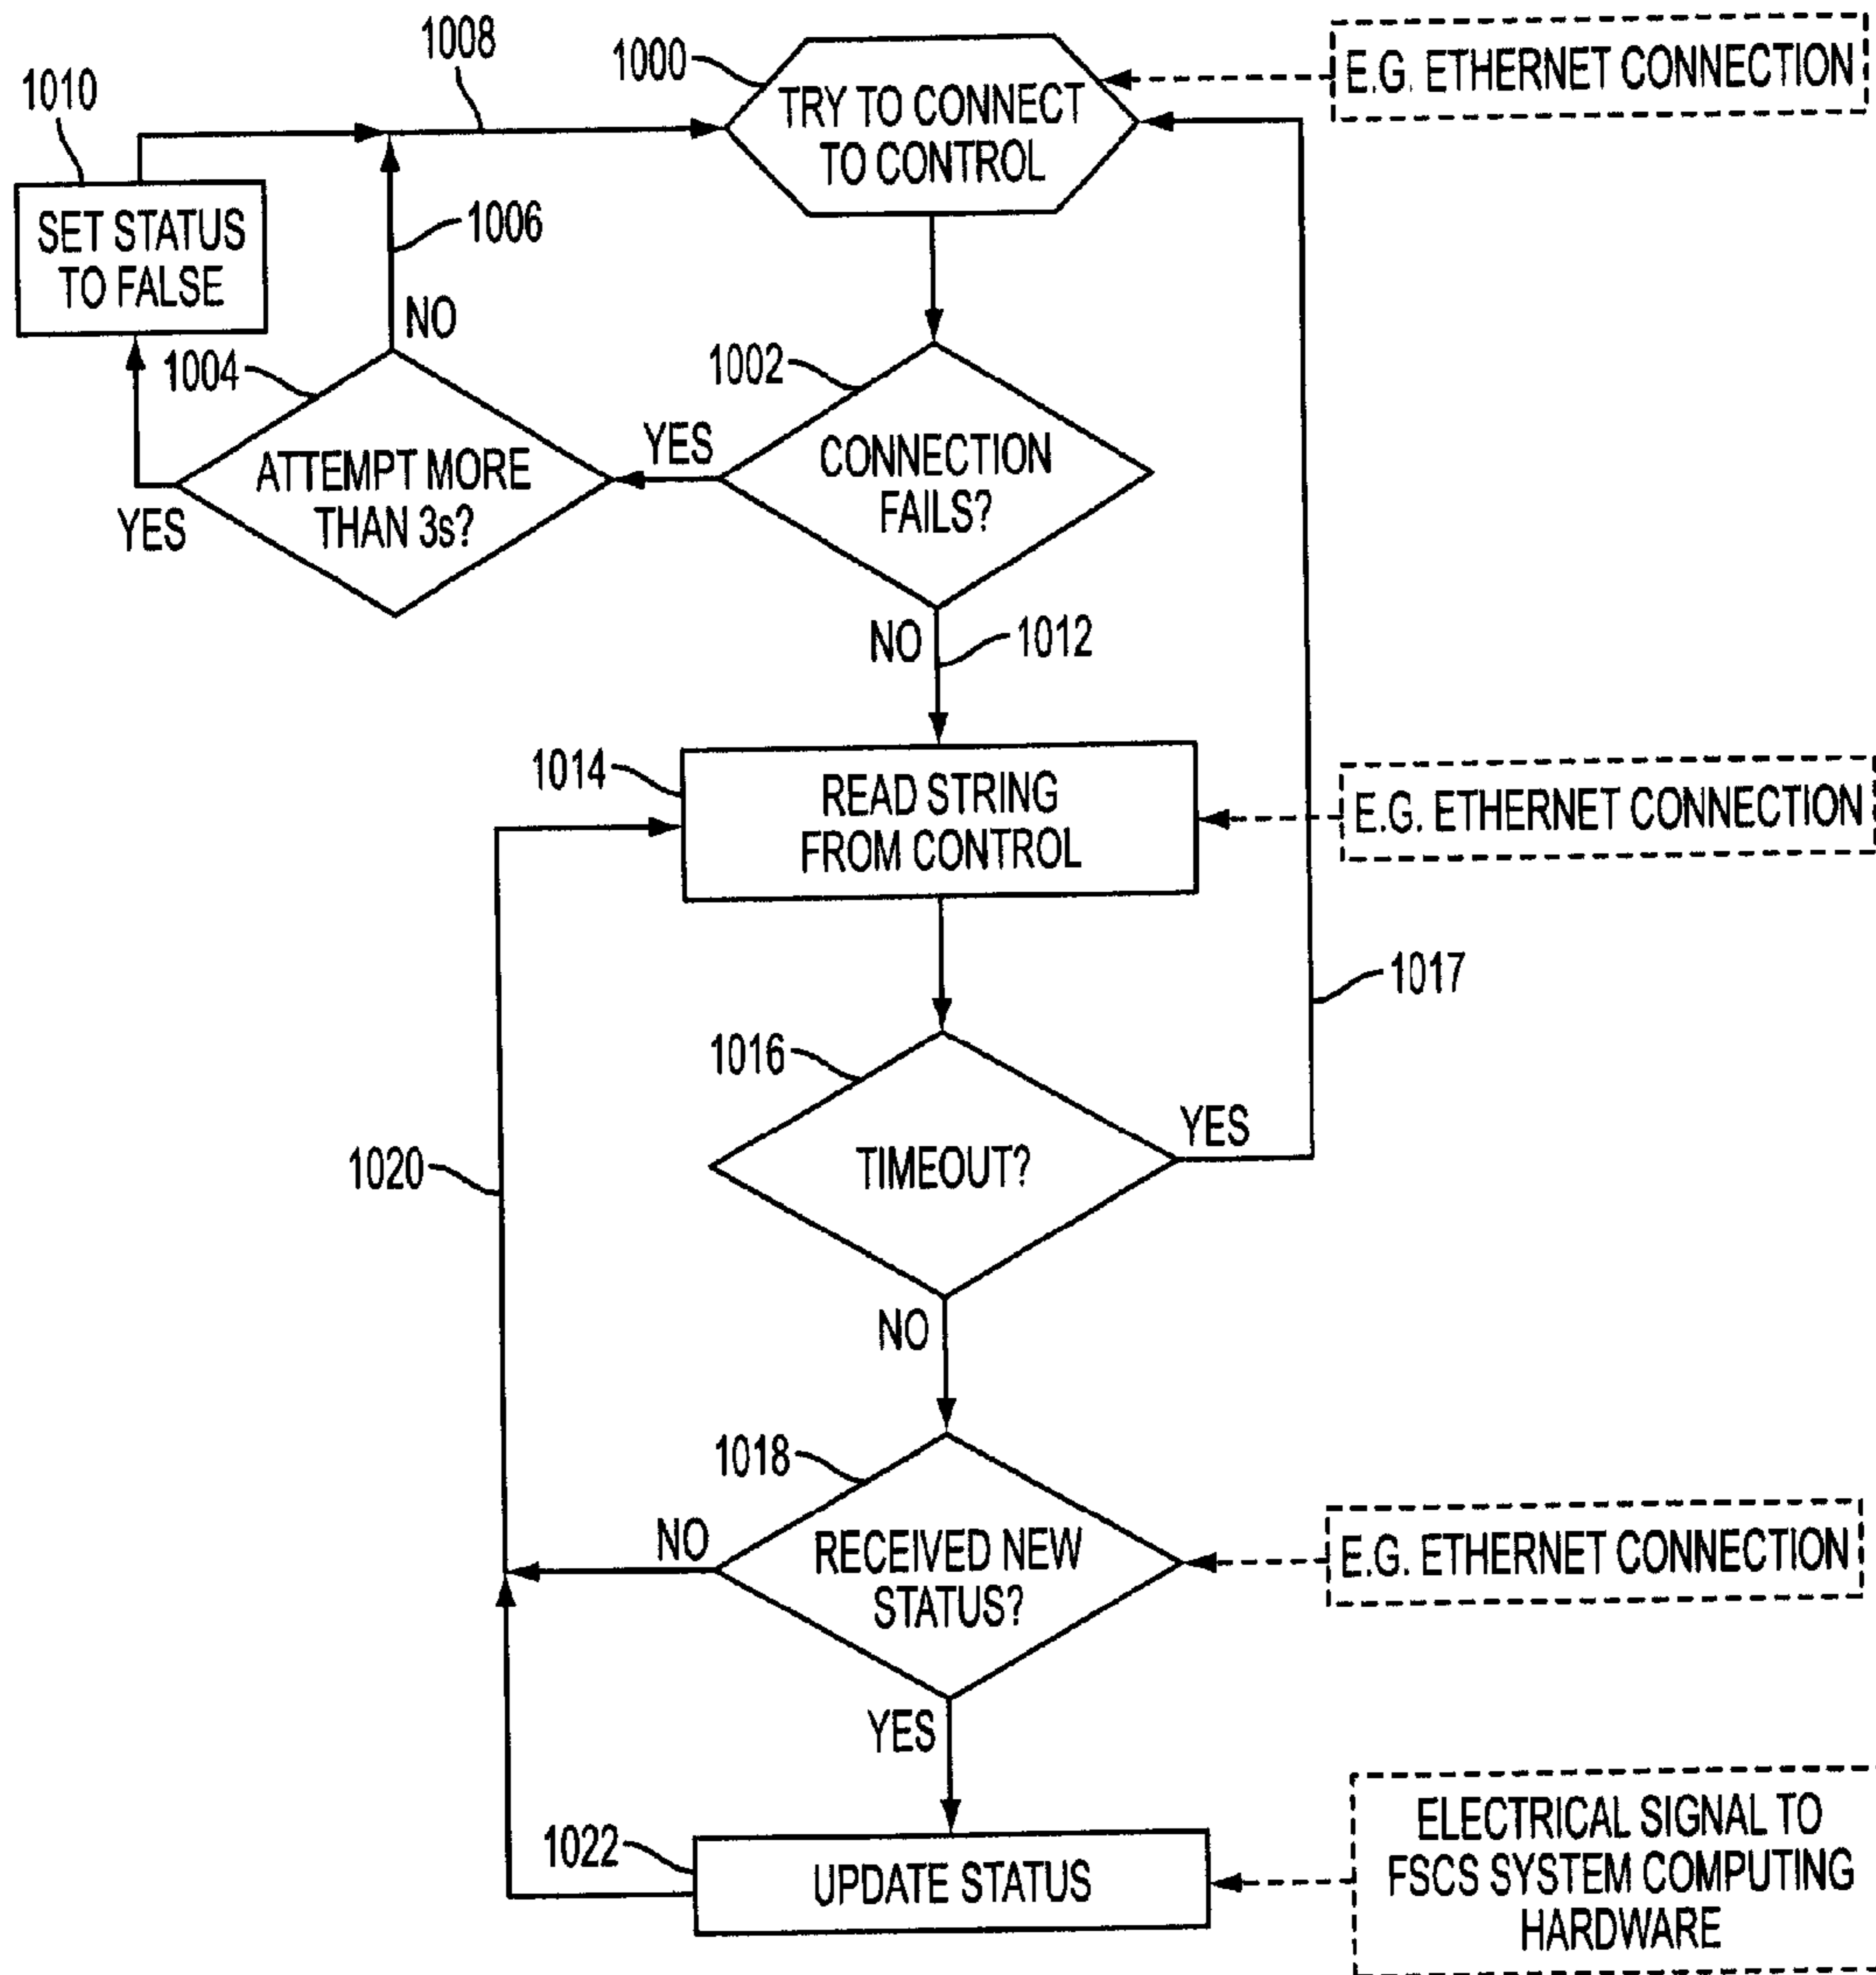 1008
1000
E.G. ETHERNET CONNECTION
1010
TRY TO CONNECT
TO CONTROL
SET STATUS
TO FALSE
1006
NO
1004
1002
YES
CONNECTION
FAILS?
ATTEMPT MORE
THAN 3s?
YES
NO
1012
1014
READ STRING
FROM CONTROL
E.G. ETHERNET CONNECTION
1017
1016
YES
TIMEOUT?
1020
NO
1018
NO
RECEIVED NEW
STATUS?
E.G. ETHERNET CONNECTION
YES
1022
UPDATE STATUS
ELECTRICAL SIGNAL TO
FSCS SYSTEM COMPUTING
HARDWARE